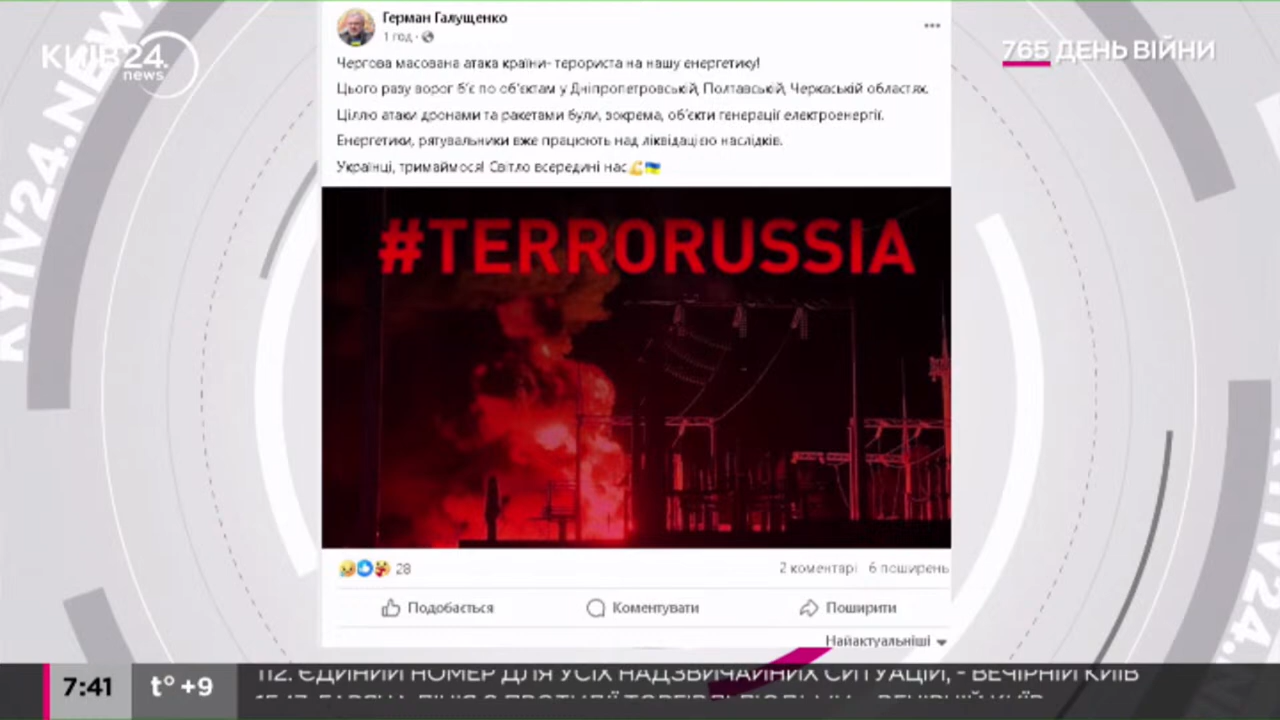 КИЇВ24.
news
765 ДЕНЬ ВІЙНИ
KYIV24.NEWS
Герман Галущенко
1 год ·
Чергова масована атака країни- терориста на нашу енергетику!
Цього разу ворог б'є по об'єктам у Дніпропетровській, Полтавській, Черкаській областях.
Ціллю атаки дронами та ракетами були, зокрема, об'єкти генерації електроенергії.
Енергетики, рятувальники вже працюють над ліквідацією наслідків.
Українці, тримаймося! Світло всередині нас💪🇺🇦
#TERRORUSSIA
28
2 коментарі 6 поширень
Подобається Коментувати Поширити
Найактуальніші
7:41 t° +9
112. ЄДИНИЙ НОМЕР ДЛЯ УСІХ НАДЗВИЧАЙНИХ СИТУАЦІЙ, - ВЕЧІРНІЙ КИЇВ